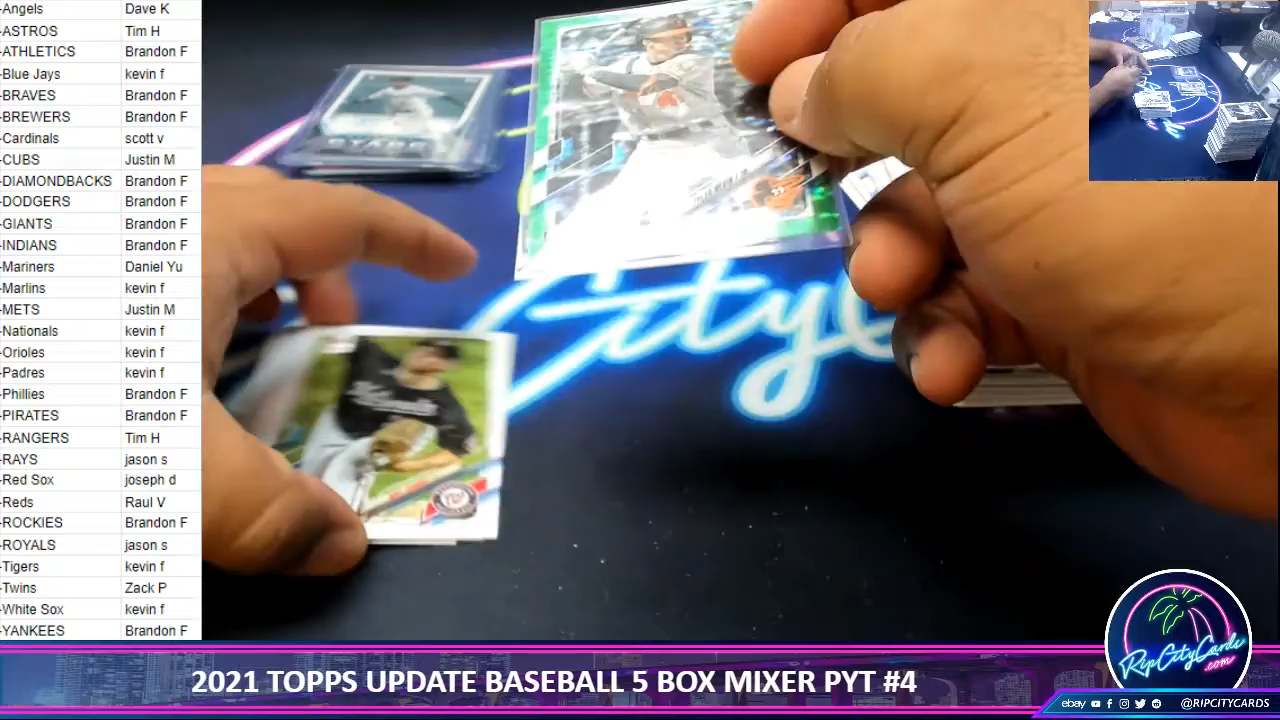 -Angels Dave K
-ASTROS Tim H
-ATHLETICS Brandon F
-Blue Jays kevin f
-BRAVES Brandon F
-BREWERS Brandon F
-Cardinals scott v
-CUBS Justin M
-DIAMONDBACKS Brandon F
-DODGERS Brandon F
-GIANTS Brandon F
-INDIANS Brandon F
-Mariners Daniel Yu
-Marlins kevin f
-METS Justin M
-Nationals kevin f
-Orioles kevin f
-Padres kevin f
-Phillies Brandon F
-PIRATES Brandon F
-RANGERS Tim H
-RAYS jason s
-Red Sox joseph d
-Reds Raul V
-ROCKIES Brandon F
-ROYALS jason s
-Tigers kevin f
-Twins Zack P
-White Sox kevin f
-YANKEES Brandon F
City
RipCityCards
.com
2021 TOPPS UPDATE BASEBALL 5 BOX MIXER PYT #4
ebay @RIPCITYCARDS